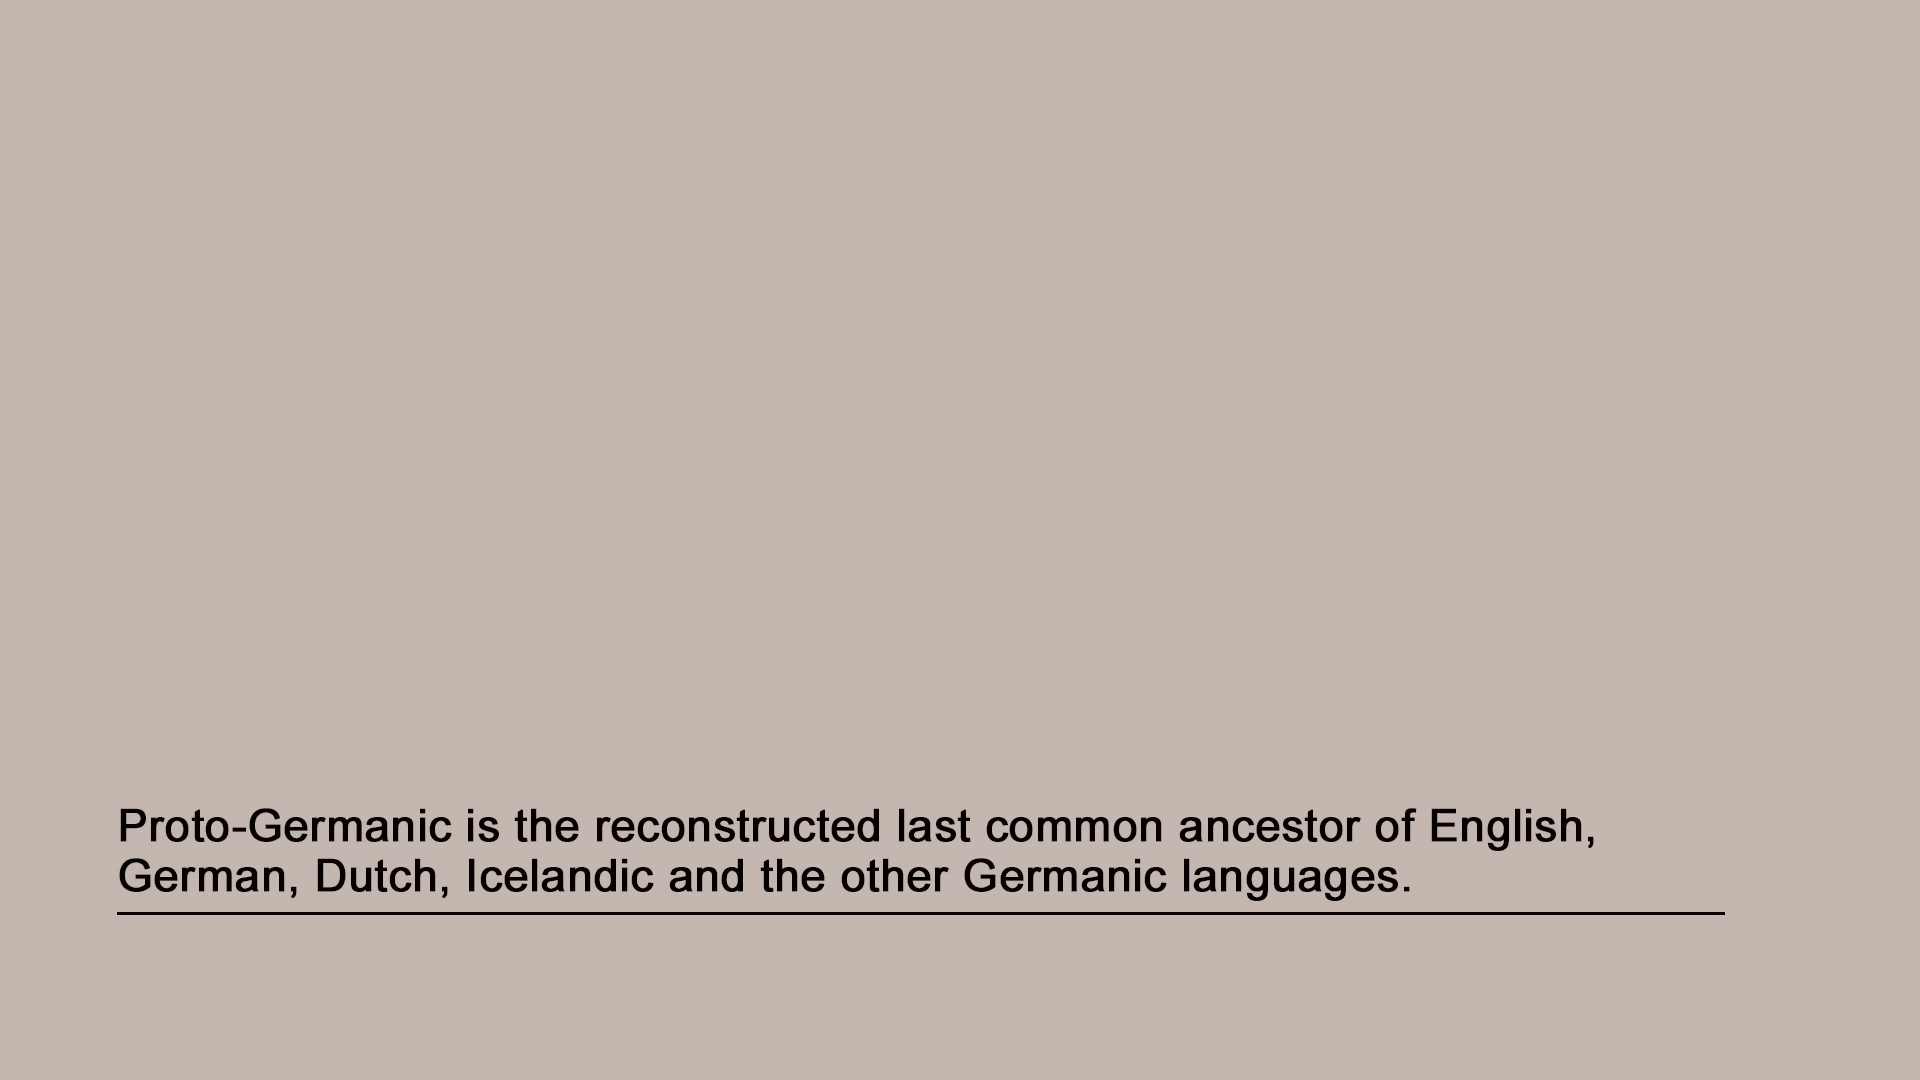 Proto-Germanic is the reconstructed last common ancestor of English,
German, Dutch, Icelandic and the other Germanic languages.